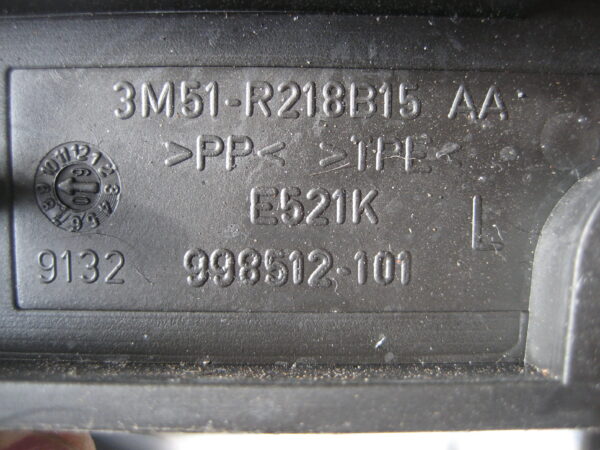 3M51-R218B15 AA
>PP< >TPE<
E521K
L
9132 998512-101